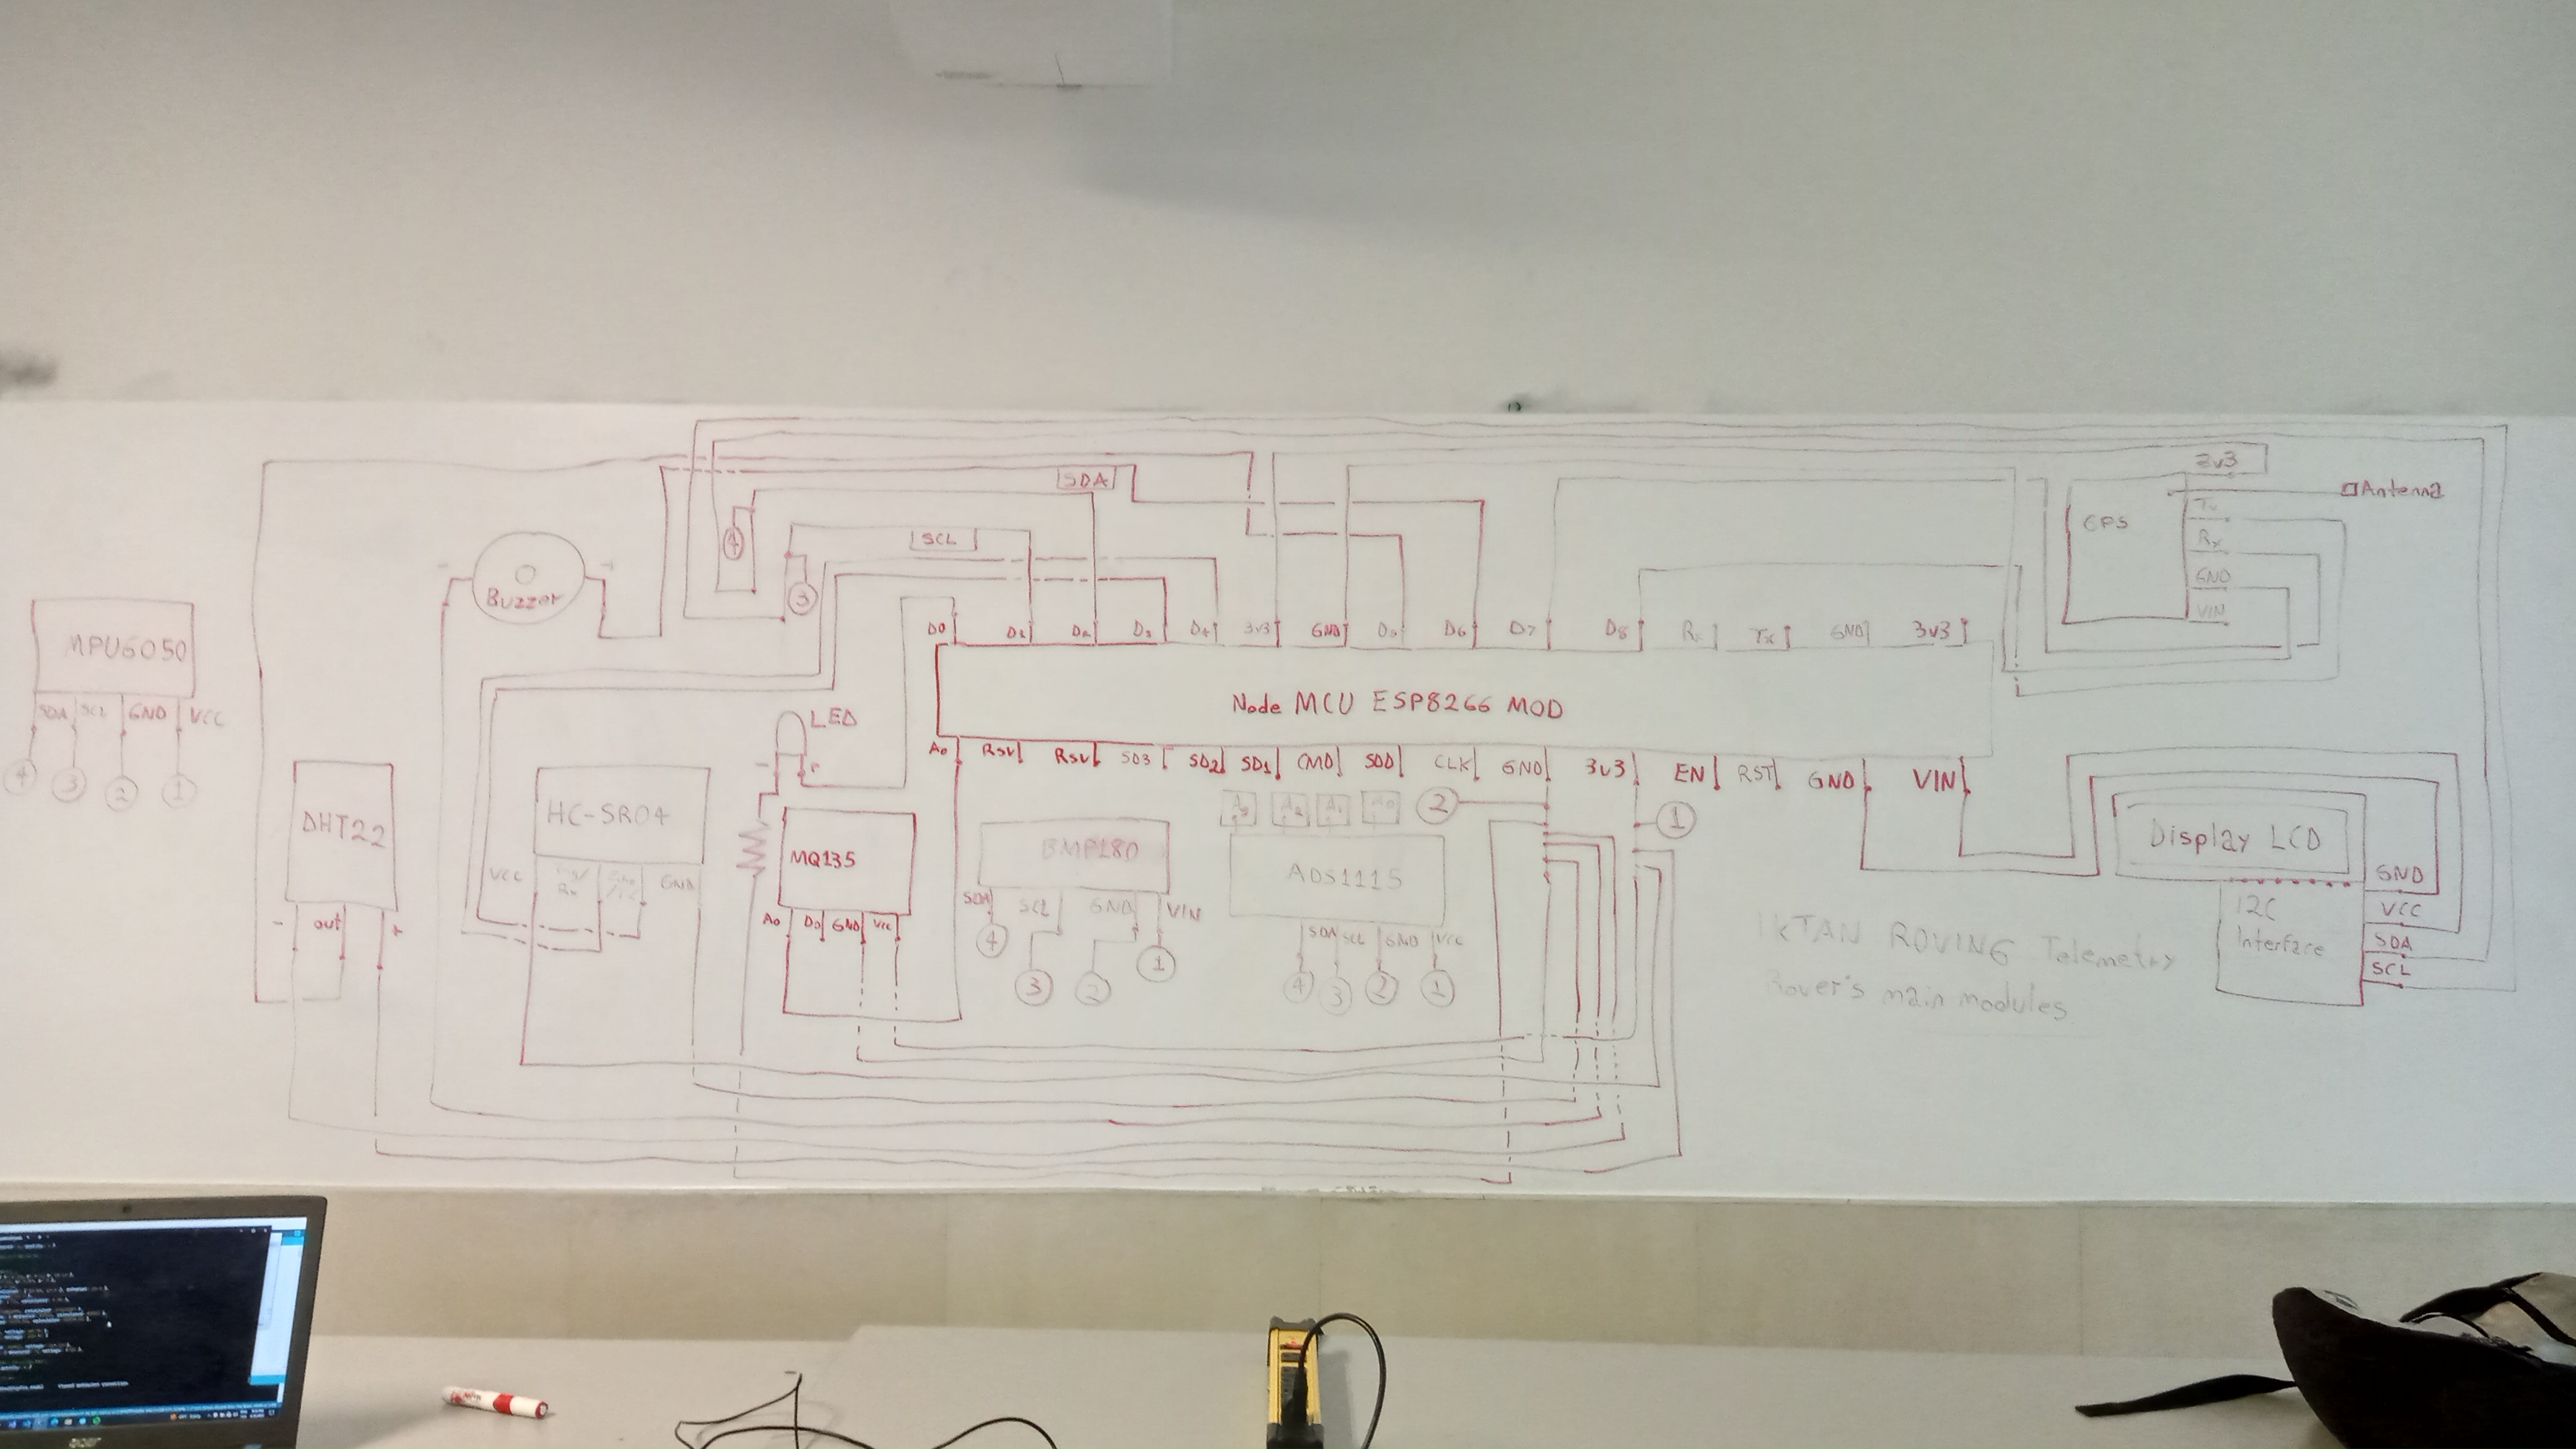 3v3
Antenna
SDA
GPS
Tx
Rx
GND
VIN
4
SCL
3
Buzzer
- +
D0 D1 D2 D3 D4 3v3 GND D5 D6 D7 D8 Rx Tx GND 3v3
MPU6050
SDA SCL GND VCC
4 3 2 1
Node MCU ESP8266 MOD
LED
- +
A0 RSV RSV SD3 SD2 SD1 CMD SDD CLK GND 3v3 EN RST GND VIN
A3 A2 A1 A0
2
1
DHT22
- out +
HC-SR04
VCC Rx GND
MQ135
A0 D0 GND VCC
BMP180
SDA SCL GND VIN
4 3 2 1
ADS1115
SDA SCL GND VCC
4 3 2 1
Display LCD
GND
VCC
SDA
SCL
I2C
Interface
IKTAN ROVING Telemetry
Rover's main modules
acer